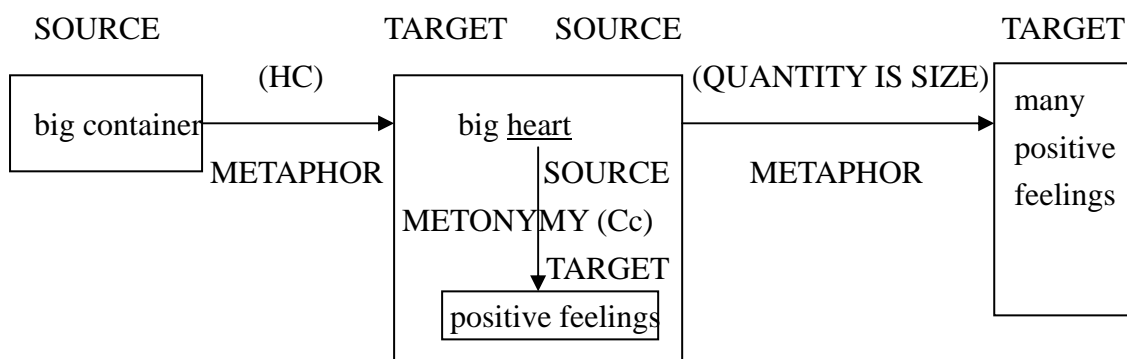 SOURCE TARGET SOURCE TARGET
(HC) (QUANTITY IS SIZE)
big container big heart many
positive
METAPHOR SOURCE METAPHOR
feelings
METONYMY (Cc)
TARGET
positive feelings